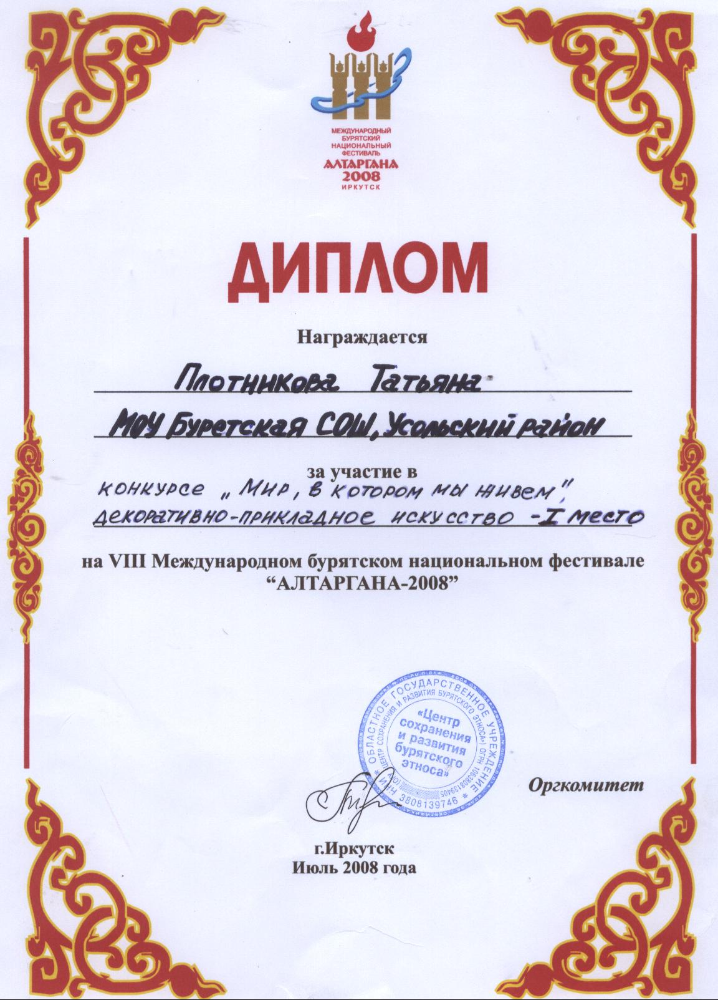 МЕЖДУНАРОДНЫЙ
БУРЯТСКИЙ
НАЦИОНАЛЬНЫЙ
ФЕСТИВАЛЬ
АЛТАРГАНА
2008
ИРКУТСК
ДИПЛОМ
Награждается
Плотникова Татьяна
МОУ Буретская СОШ, Усольский район
за участие в
конкурсе „Мир, в котором мы живем",
декоративно-прикладное искусство - I место
на VIII Международном бурятском национальном фестивале
“АЛТАРГАНА-2008”
ОБЛАСТНОЕ ГОСУДАРСТВЕННОЕ УЧРЕЖДЕНИЕ
* ИНН 3808139746 *
ЦЕНТР СОХРАНЕНИЯ И РАЗВИТИЯ БУРЯТСКОГО ЭТНОСА») ОГРН 1063808139405
«Центр
сохранения
и развития
бурятского
этноса»
Оргкомитет
г.Иркутск
Июль 2008 года